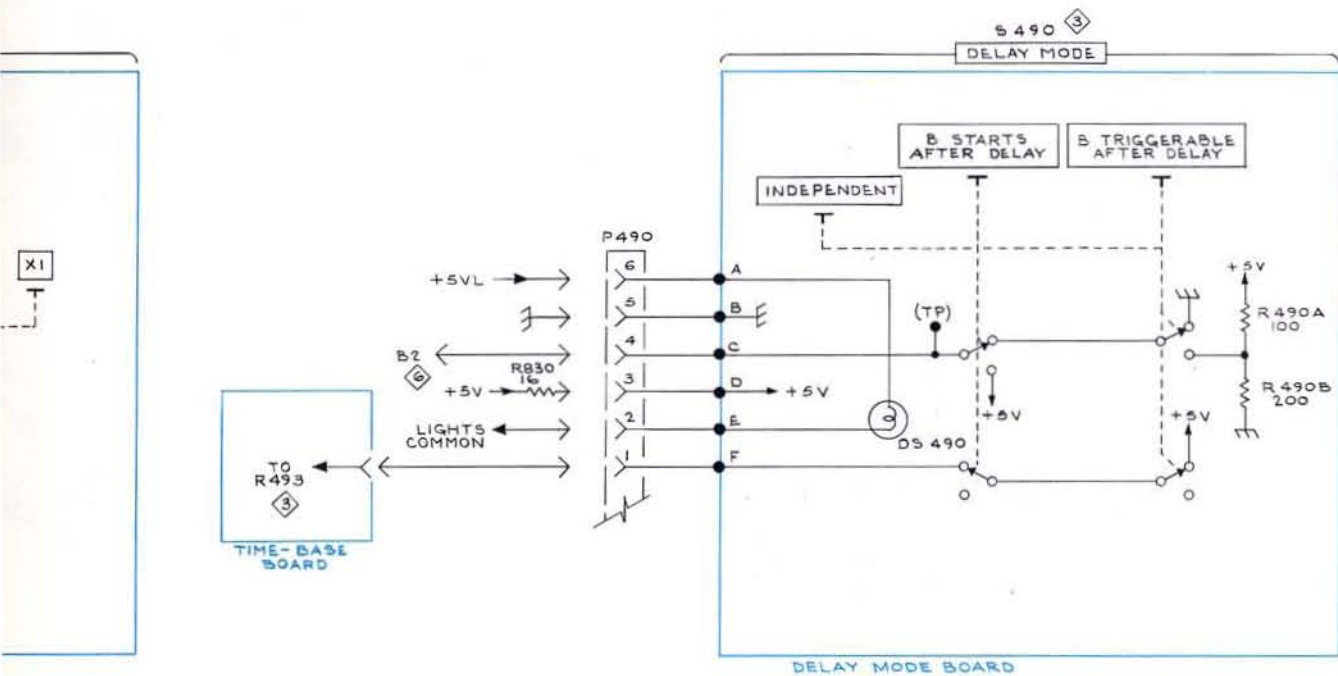 S490 3
DELAY MODE
B STARTS
AFTER DELAY
B TRIGGERABLE
AFTER DELAY
INDEPENDENT
P490
X1
+5VL
6
A
+5V
5
B
(TP)
R490A
100
B2
6
4
C
R830
16
+5V
3
D
+5V
R490B
200
LIGHTS
COMMON
2
E
+5V
+5V
DS 490
TO
R493
3
1
F
TIME-BASE
BOARD
DELAY MODE BOARD